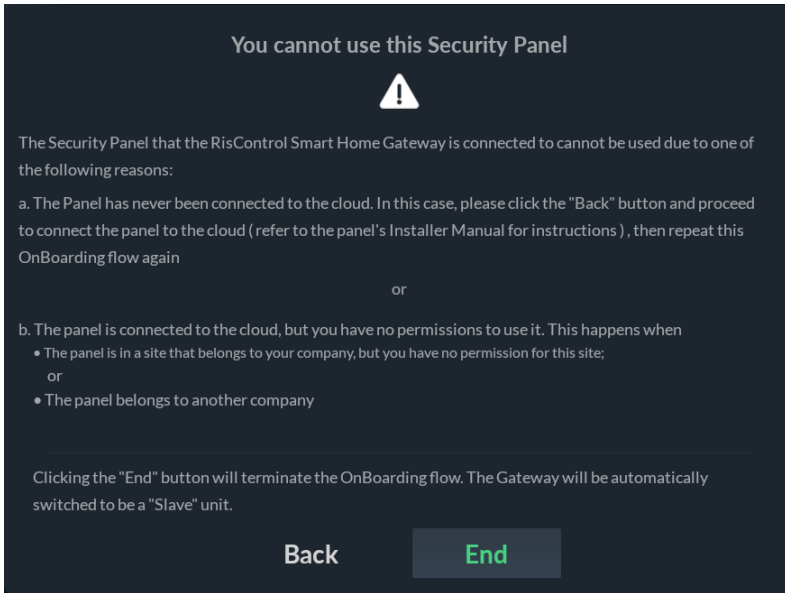 You cannot use this Security Panel
The Security Panel that the RisControl Smart Home Gateway is connected to cannot be used due to one of
the following reasons:
a. The Panel has never been connected to the cloud. In this case, please click the "Back" button and proceed
to connect the panel to the cloud ( refer to the panel's Installer Manual for instructions ) , then repeat this
OnBoarding flow again
or
b. The panel is connected to the cloud, but you have no permissions to use it. This happens when
• The panel is in a site that belongs to your company, but you have no permission for this site;
or
• The panel belongs to another company
Clicking the "End" button will terminate the OnBoarding flow. The Gateway will be automatically
switched to be a "Slave" unit.
Back End